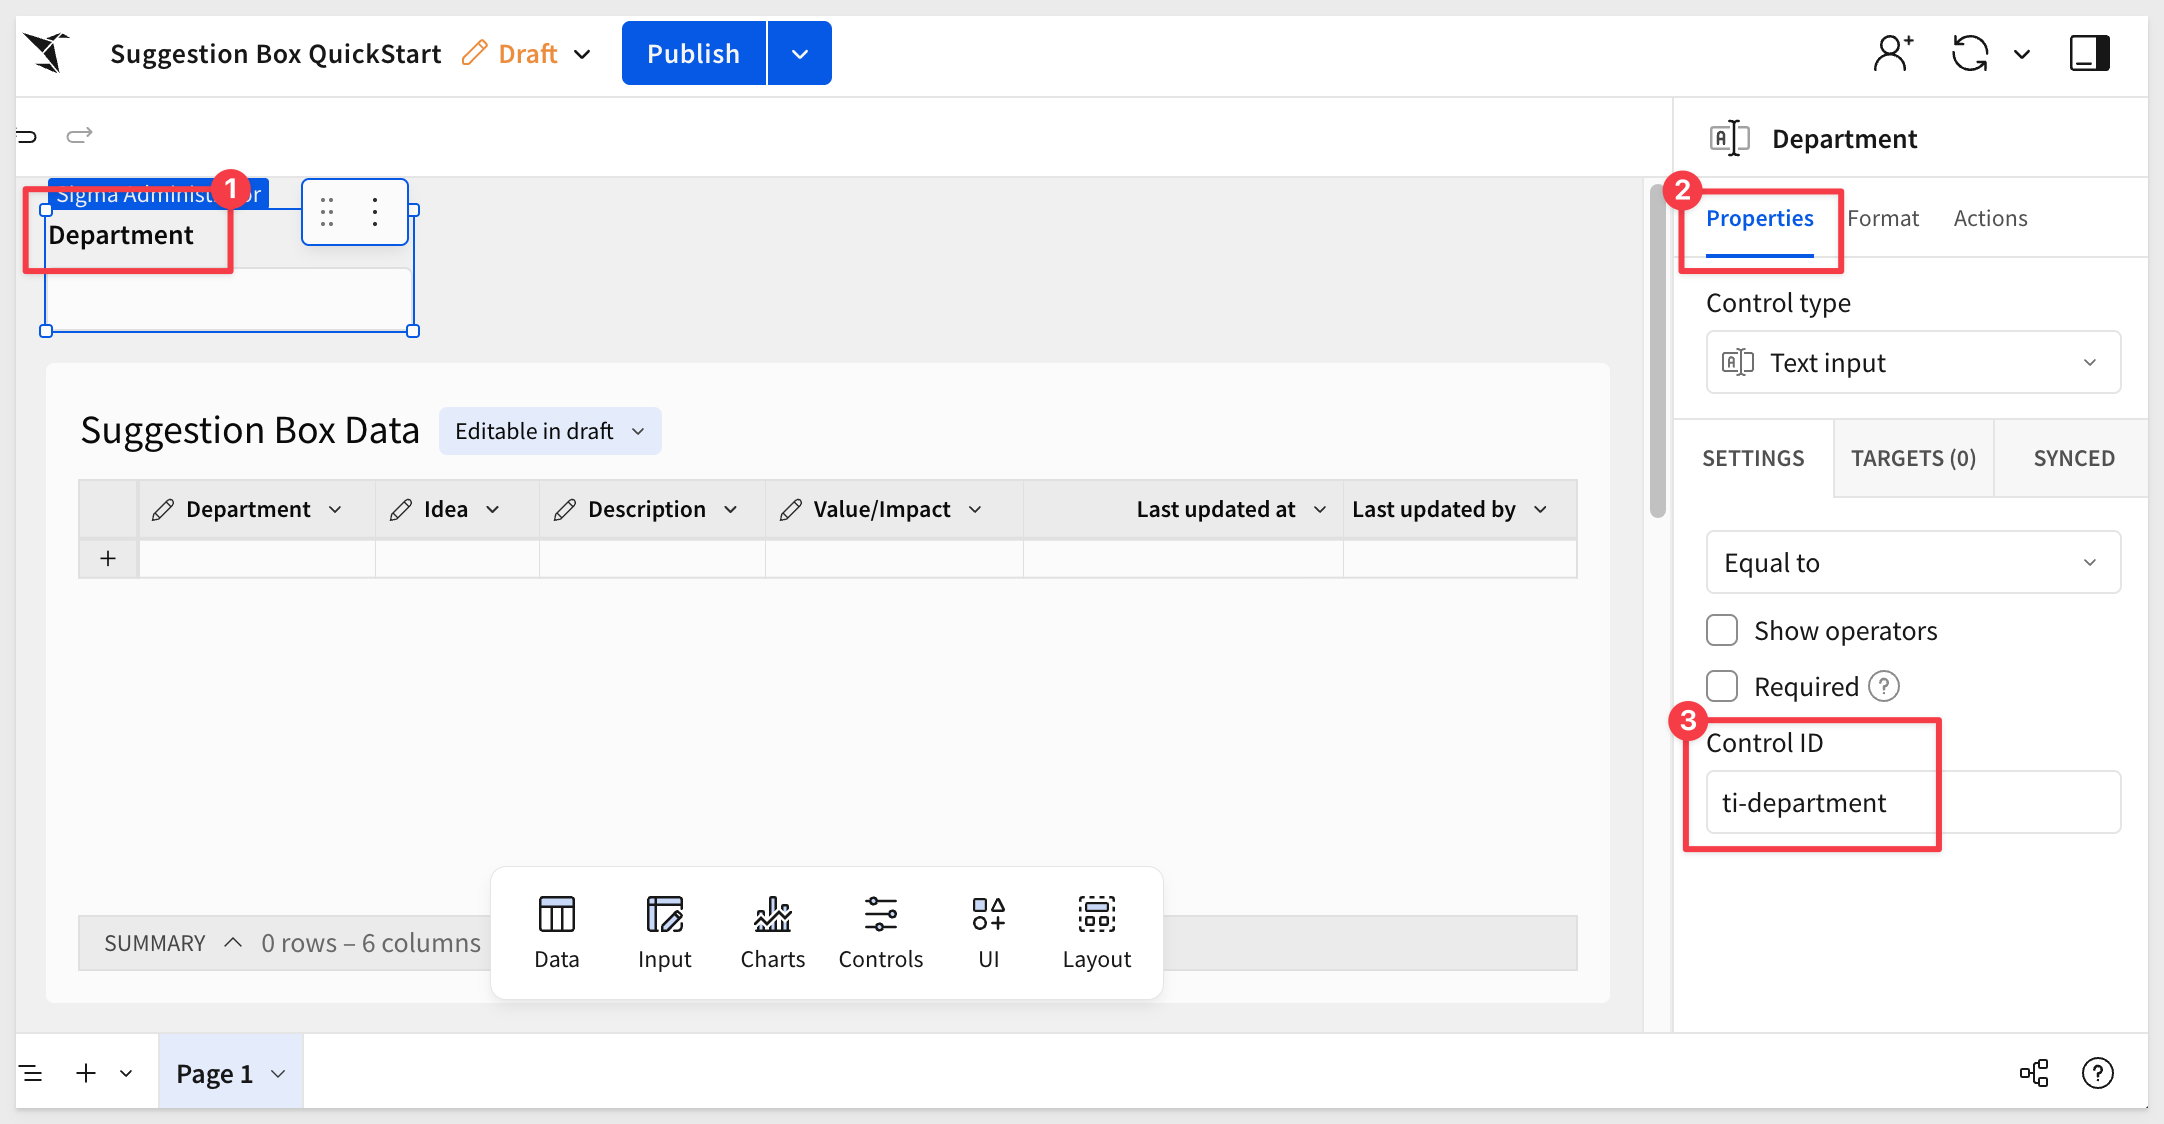 Suggestion Box QuickStart Draft Publish
Department
Sigma Administrator
1
Department
2
Properties Format Actions
Control type
Text input
SETTINGS TARGETS (0) SYNCED
Equal to
Show operators
Required ?
3
Control ID
ti-department
Suggestion Box Data Editable in draft
Department Idea Description Value/Impact Last updated at Last updated by
+
SUMMARY 0 rows – 6 columns
Data Input Charts Controls UI Layout
+ Page 1 ?